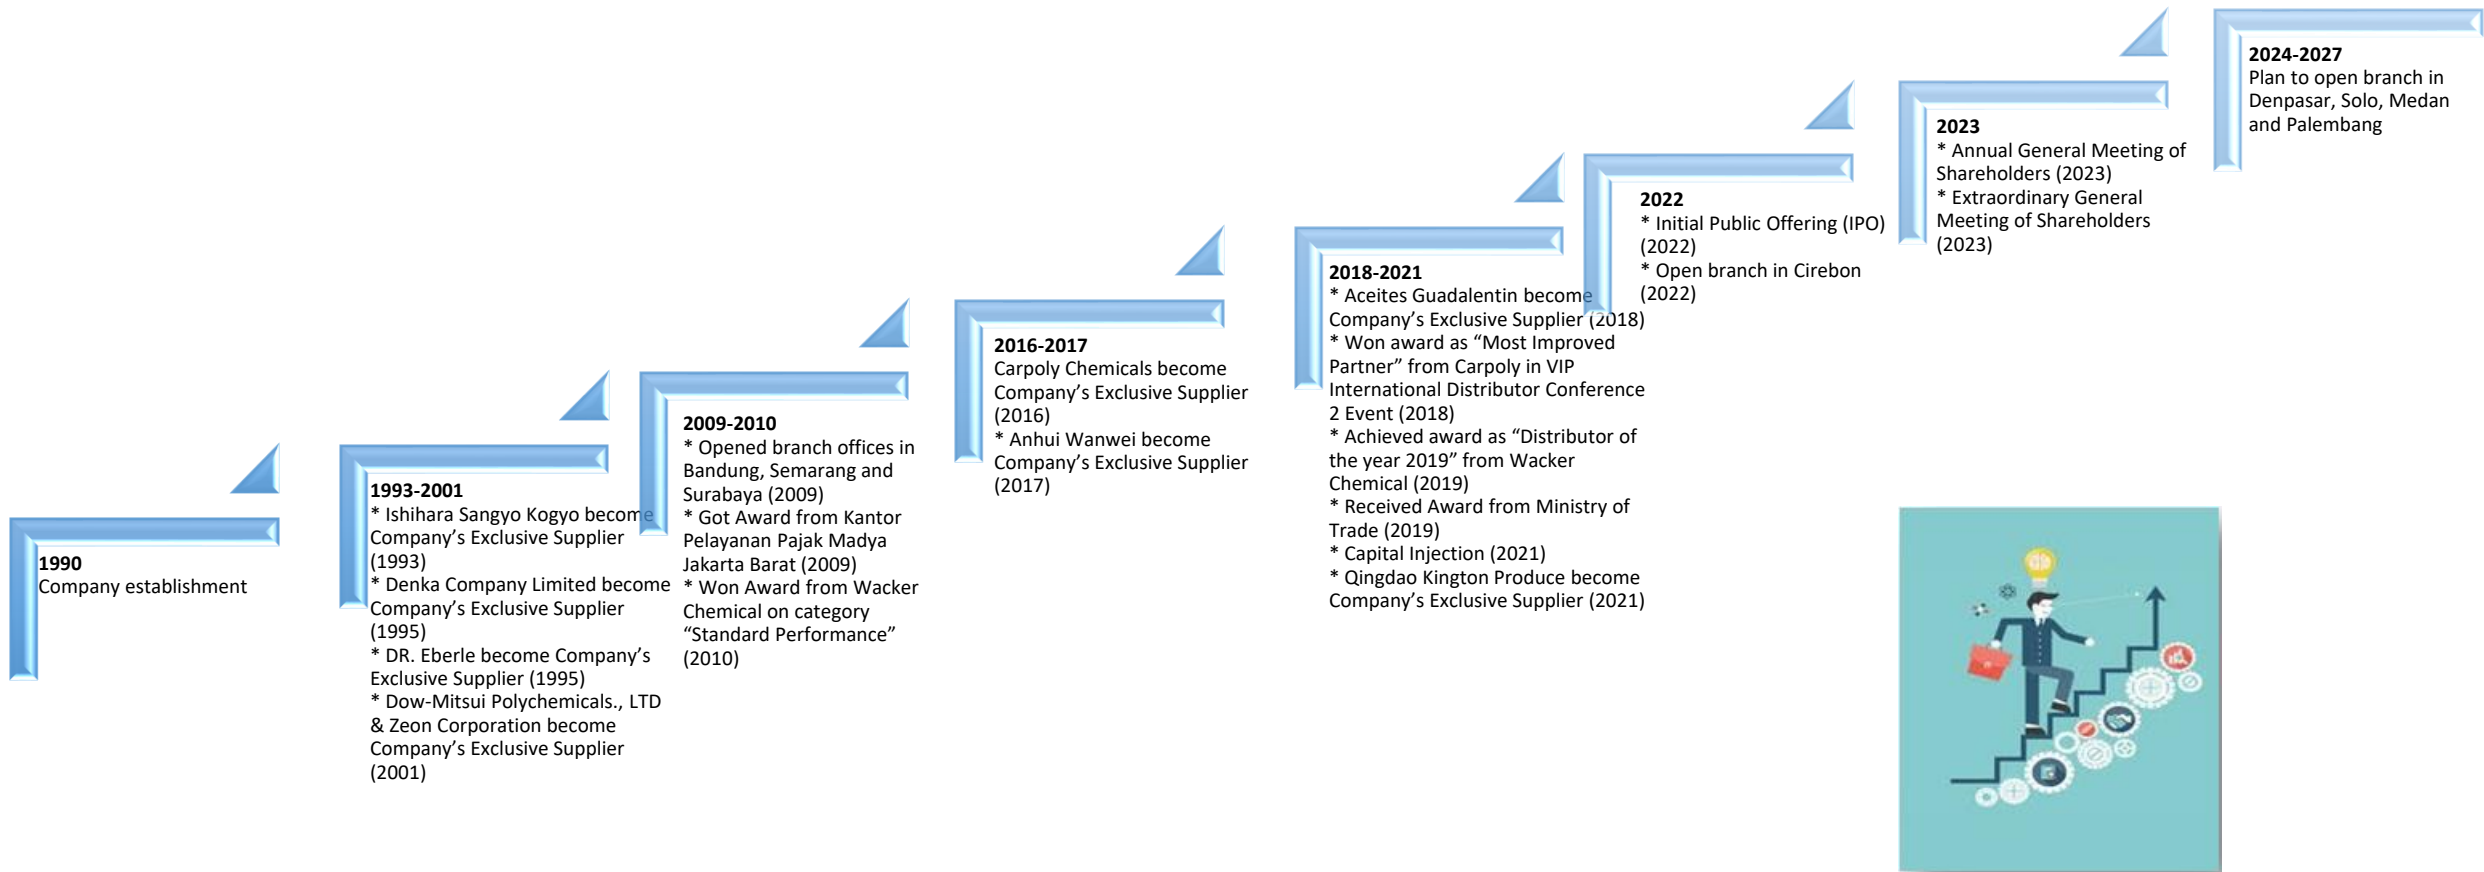 1990
Company establishment
1993-2001
* Ishihara Sangyo Kogyo become
Company’s Exclusive Supplier
(1993)
* Denka Company Limited become
Company’s Exclusive Supplier
(1995)
* DR. Eberle become Company’s
Exclusive Supplier (1995)
* Dow-Mitsui Polychemicals., LTD
& Zeon Corporation become
Company’s Exclusive Supplier
(2001)
2009-2010
* Opened branch offices in
Bandung, Semarang and
Surabaya (2009)
* Got Award from Kantor
Pelayanan Pajak Madya
Jakarta Barat (2009)
* Won Award from Wacker
Chemical on category
“Standard Performance”
(2010)
2016-2017
Carpoly Chemicals become
Company’s Exclusive Supplier
(2016)
* Anhui Wanwei become
Company’s Exclusive Supplier
(2017)
2018-2021
* Aceites Guadalentin become
Company’s Exclusive Supplier (2018)
* Won award as “Most Improved
Partner” from Carpoly in VIP
International Distributor Conference
2 Event (2018)
* Achieved award as “Distributor of
the year 2019” from Wacker
Chemical (2019)
* Received Award from Ministry of
Trade (2019)
* Capital Injection (2021)
* Qingdao Kington Produce become
Company’s Exclusive Supplier (2021)
2022
* Initial Public Offering (IPO)
(2022)
* Open branch in Cirebon
(2022)
2023
* Annual General Meeting of
Shareholders (2023)
* Extraordinary General
Meeting of Shareholders
(2023)
2024-2027
Plan to open branch in
Denpasar, Solo, Medan
and Palembang